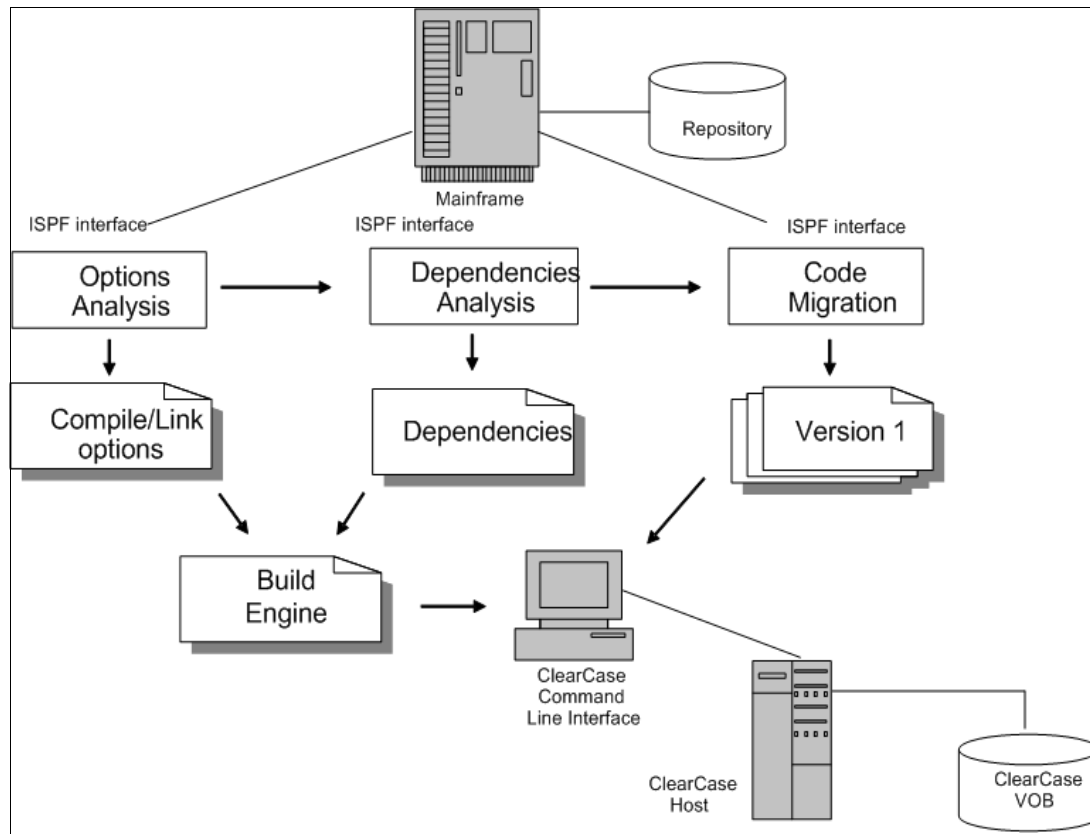 Repository
Mainframe
ISPF interface
ISPF interface
ISPF interface
Options
Analysis
Dependencies
Analysis
Code
Migration
Compile/Link
options
Dependencies
Version 1
Build
Engine
ClearCase
Command
Line Interface
ClearCase
Host
ClearCase
VOB